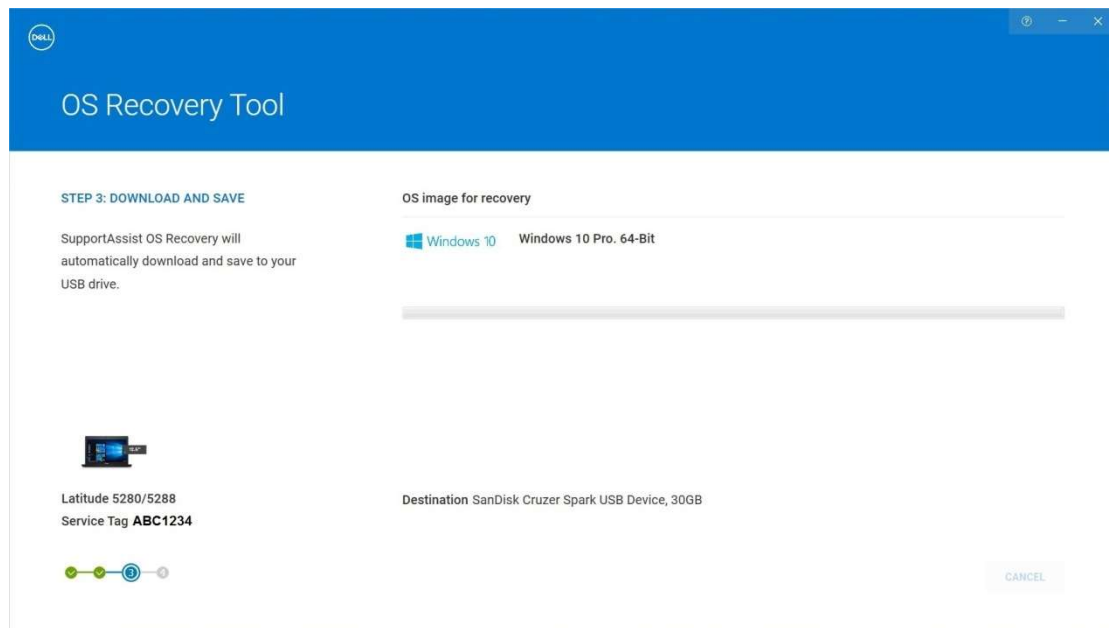 DELL
OS Recovery Tool
STEP 3: DOWNLOAD AND SAVE
SupportAssist OS Recovery will
automatically download and save to your
USB drive.
OS image for recovery
Windows 10
Windows 10 Pro. 64-Bit
Latitude 5280/5288
Service Tag ABC1234
Destination SanDisk Cruzer Spark USB Device, 30GB
3
4
CANCEL